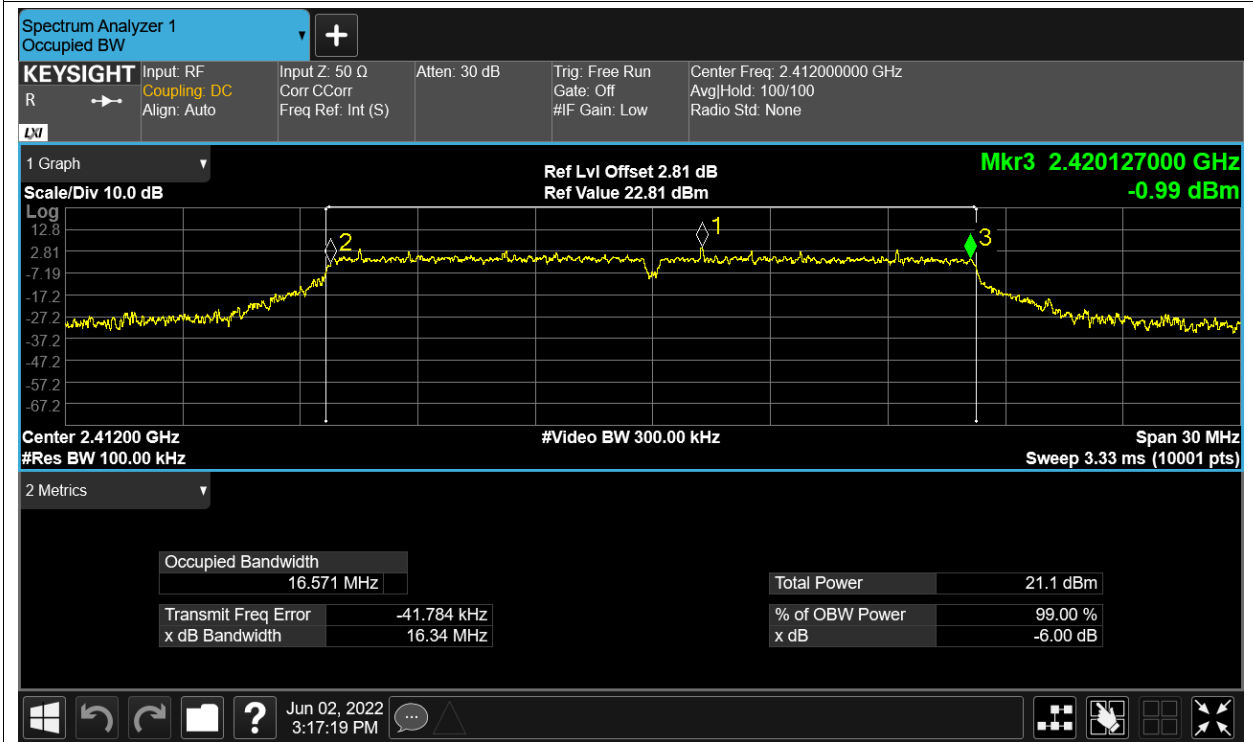 Spectrum Analyzer 1
Occupied BW
KEYSIGHT
R
LXI
Input: RF
Coupling: DC
Align: Auto
Input Z: 50 Ω
Corr CCorr
Freq Ref: Int (S)
Atten: 30 dB
Trig: Free Run
Gate: Off
#IF Gain: Low
Center Freq: 2.412000000 GHz
Avg|Hold: 100/100
Radio Std: None
1 Graph
Scale/Div 10.0 dB
Ref Lvl Offset 2.81 dB
Ref Value 22.81 dBm
Mkr3 2.420127000 GHz
-0.99 dBm
Log
12.8
2.81
-7.19
-17.2
-27.2
-37.2
-47.2
-57.2
-67.2
2
1
3
Center 2.41200 GHz
#Video BW 300.00 kHz
Span 30 MHz
#Res BW 100.00 kHz
Sweep 3.33 ms (10001 pts)
2 Metrics
Occupied Bandwidth
16.571 MHz
Transmit Freq Error -41.784 kHz
x dB Bandwidth 16.34 MHz
Total Power 21.1 dBm
% of OBW Power 99.00 %
x dB -6.00 dB
?
Jun 02, 2022
3:17:19 PM